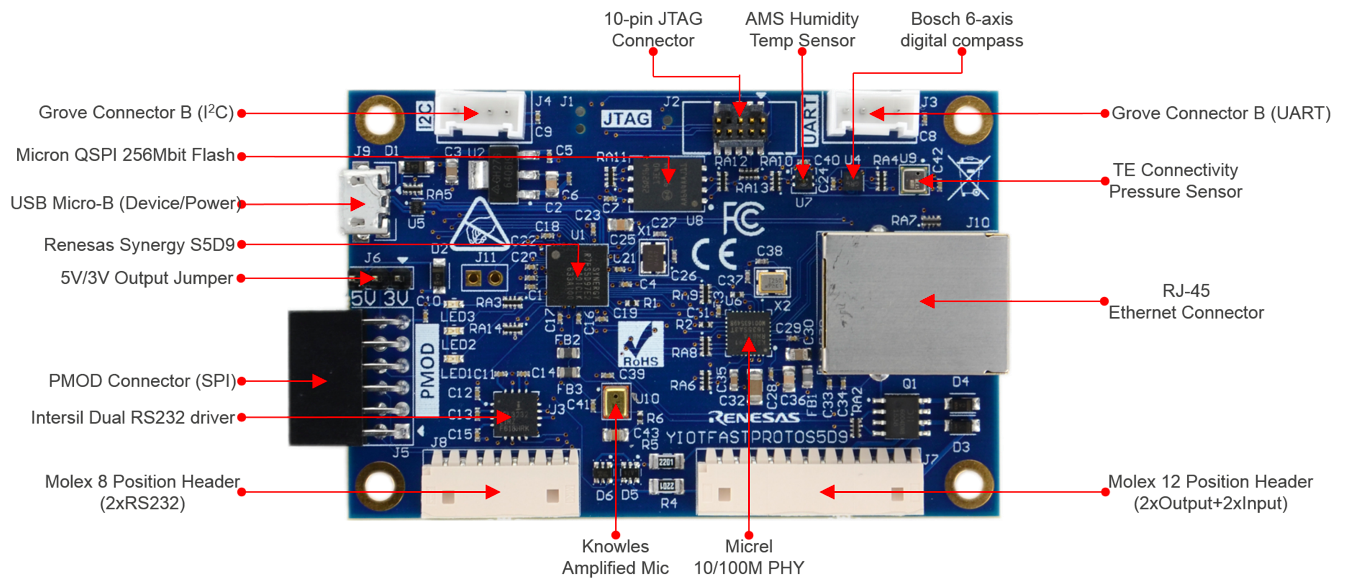 10-pin JTAG
Connector
AMS Humidity
Temp Sensor
Bosch 6-axis
digital compass
Grove Connector B (I²C)
Micron QSPI 256Mbit Flash
USB Micro-B (Device/Power)
Renesas Synergy S5D9
5V/3V Output Jumper
PMOD Connector (SPI)
Intersil Dual RS232 driver
Molex 8 Position Header
(2xRS232)
Knowles
Amplified Mic
Micrel
10/100M PHY
Grove Connector B (UART)
TE Connectivity
Pressure Sensor
RJ-45
Ethernet Connector
Molex 12 Position Header
(2xOutput+2xInput)
I2C
J4
C9
J1
JTAG
J2
UART
J3
C8
J9
D1
C3
U2
C5
C6
C2
RA5
U5
RA11
C7
U8
RA12
RA13
RA10
C40
C24
U7
U4
RA4
U9
C42
RA7
J10
FC
CE
J6
5V 3V
D2
J11
C22
C20
C1
C18
C23
U1
SYNERGY
C25
C27
X1
C21
C4
C26
C38
C37
X2
C10
LED3
LED2
LED1
RA3
RA14
C17
C16
C19
R1
RA9
C31
R2
U6
C29
C30
RA8
RA6
C35
C32
C28
C36
FB1
C33
C34
RA2
Q1
D4
D3
PMOD
J5
FB2
FB3
C11
C14
C12
C13
C15
U3
C41
C39
U10
R6
C43
R5
RoHS
RENESAS
YIOTFASTPROTOS5D9
J8
D6
D5
2201
2201
R4
J7